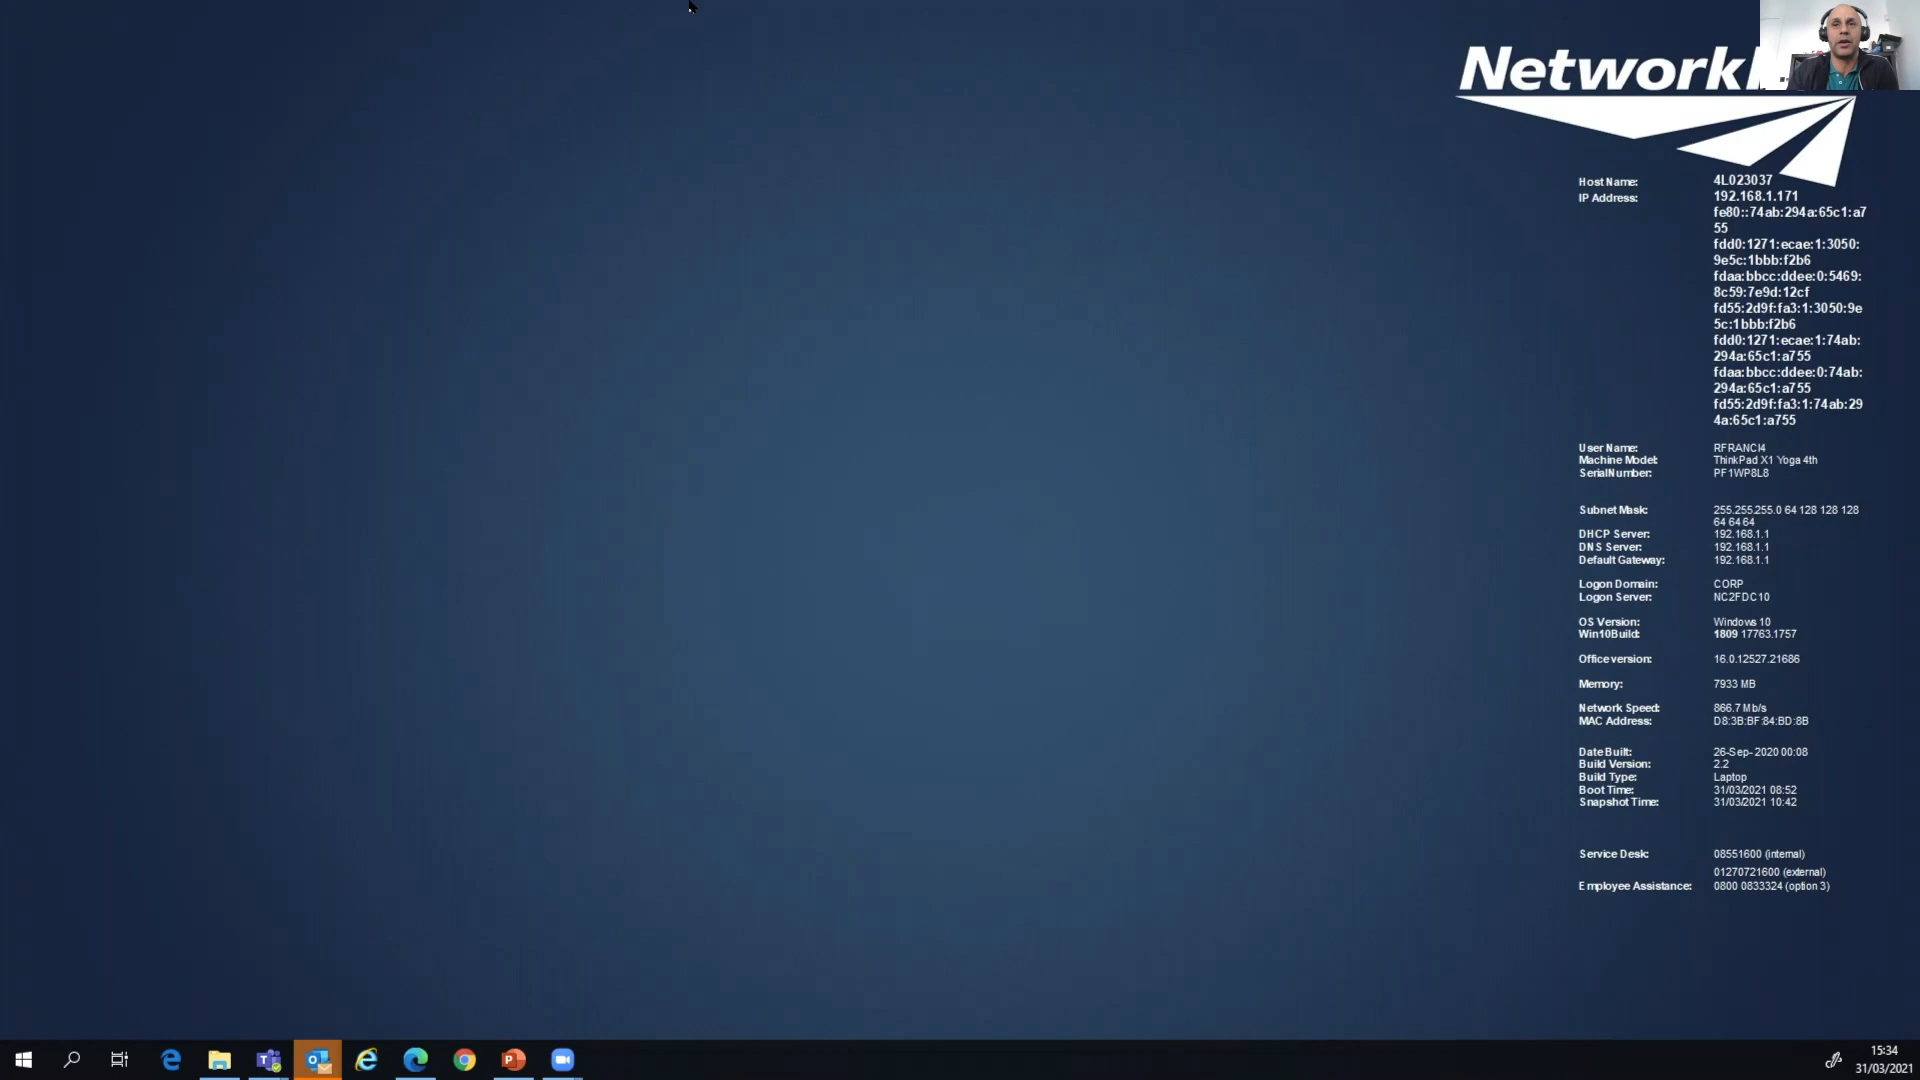 Network
Host Name: 4L023037
IP Address: 192.168.1.171
fe80::74ab:294a:65c1:a7
55
fdd0:1271:ecae:1:3050:
9e5c:1bbb:f2b6
fdaa:bbcc:ddee:0:5469:
8c59:7e9d:12cf
fd55:2d9f:fa3:1:3050:9e
5c:1bbb:f2b6
fdd0:1271:ecae:1:74ab:
294a:65c1:a755
fdaa:bbcc:ddee:0:74ab:
294a:65c1:a755
fd55:2d9f:fa3:1:74ab:29
4a:65c1:a755
User Name: RFRANCI4
Machine Model: ThinkPad X1 Yoga 4th
SerialNumber: PF1WP8L8
Subnet Mask: 255.255.255.0 64 128 128 128
64 64 64
DHCP Server: 192.168.1.1
DNS Server: 192.168.1.1
Default Gateway: 192.168.1.1
Logon Domain: CORP
Logon Server: NC2FDC10
OS Version: Windows 10
Win10Build: 1809 17763.1757
Office version: 16.0.12527.21686
Memory: 7933 MB
Network Speed: 866.7 Mb/s
MAC Address: D8:3B:BF:84:BD:8B
Date Built: 26-Sep-2020 00:08
Build Version: 2.2
Build Type: Laptop
Boot Time: 31/03/2021 08:52
Snapshot Time: 31/03/2021 10:42
Service Desk: 08551600 (internal)
01270721600 (external)
Employee Assistance: 0800 0833324 (option 3)
15:34
31/03/2021